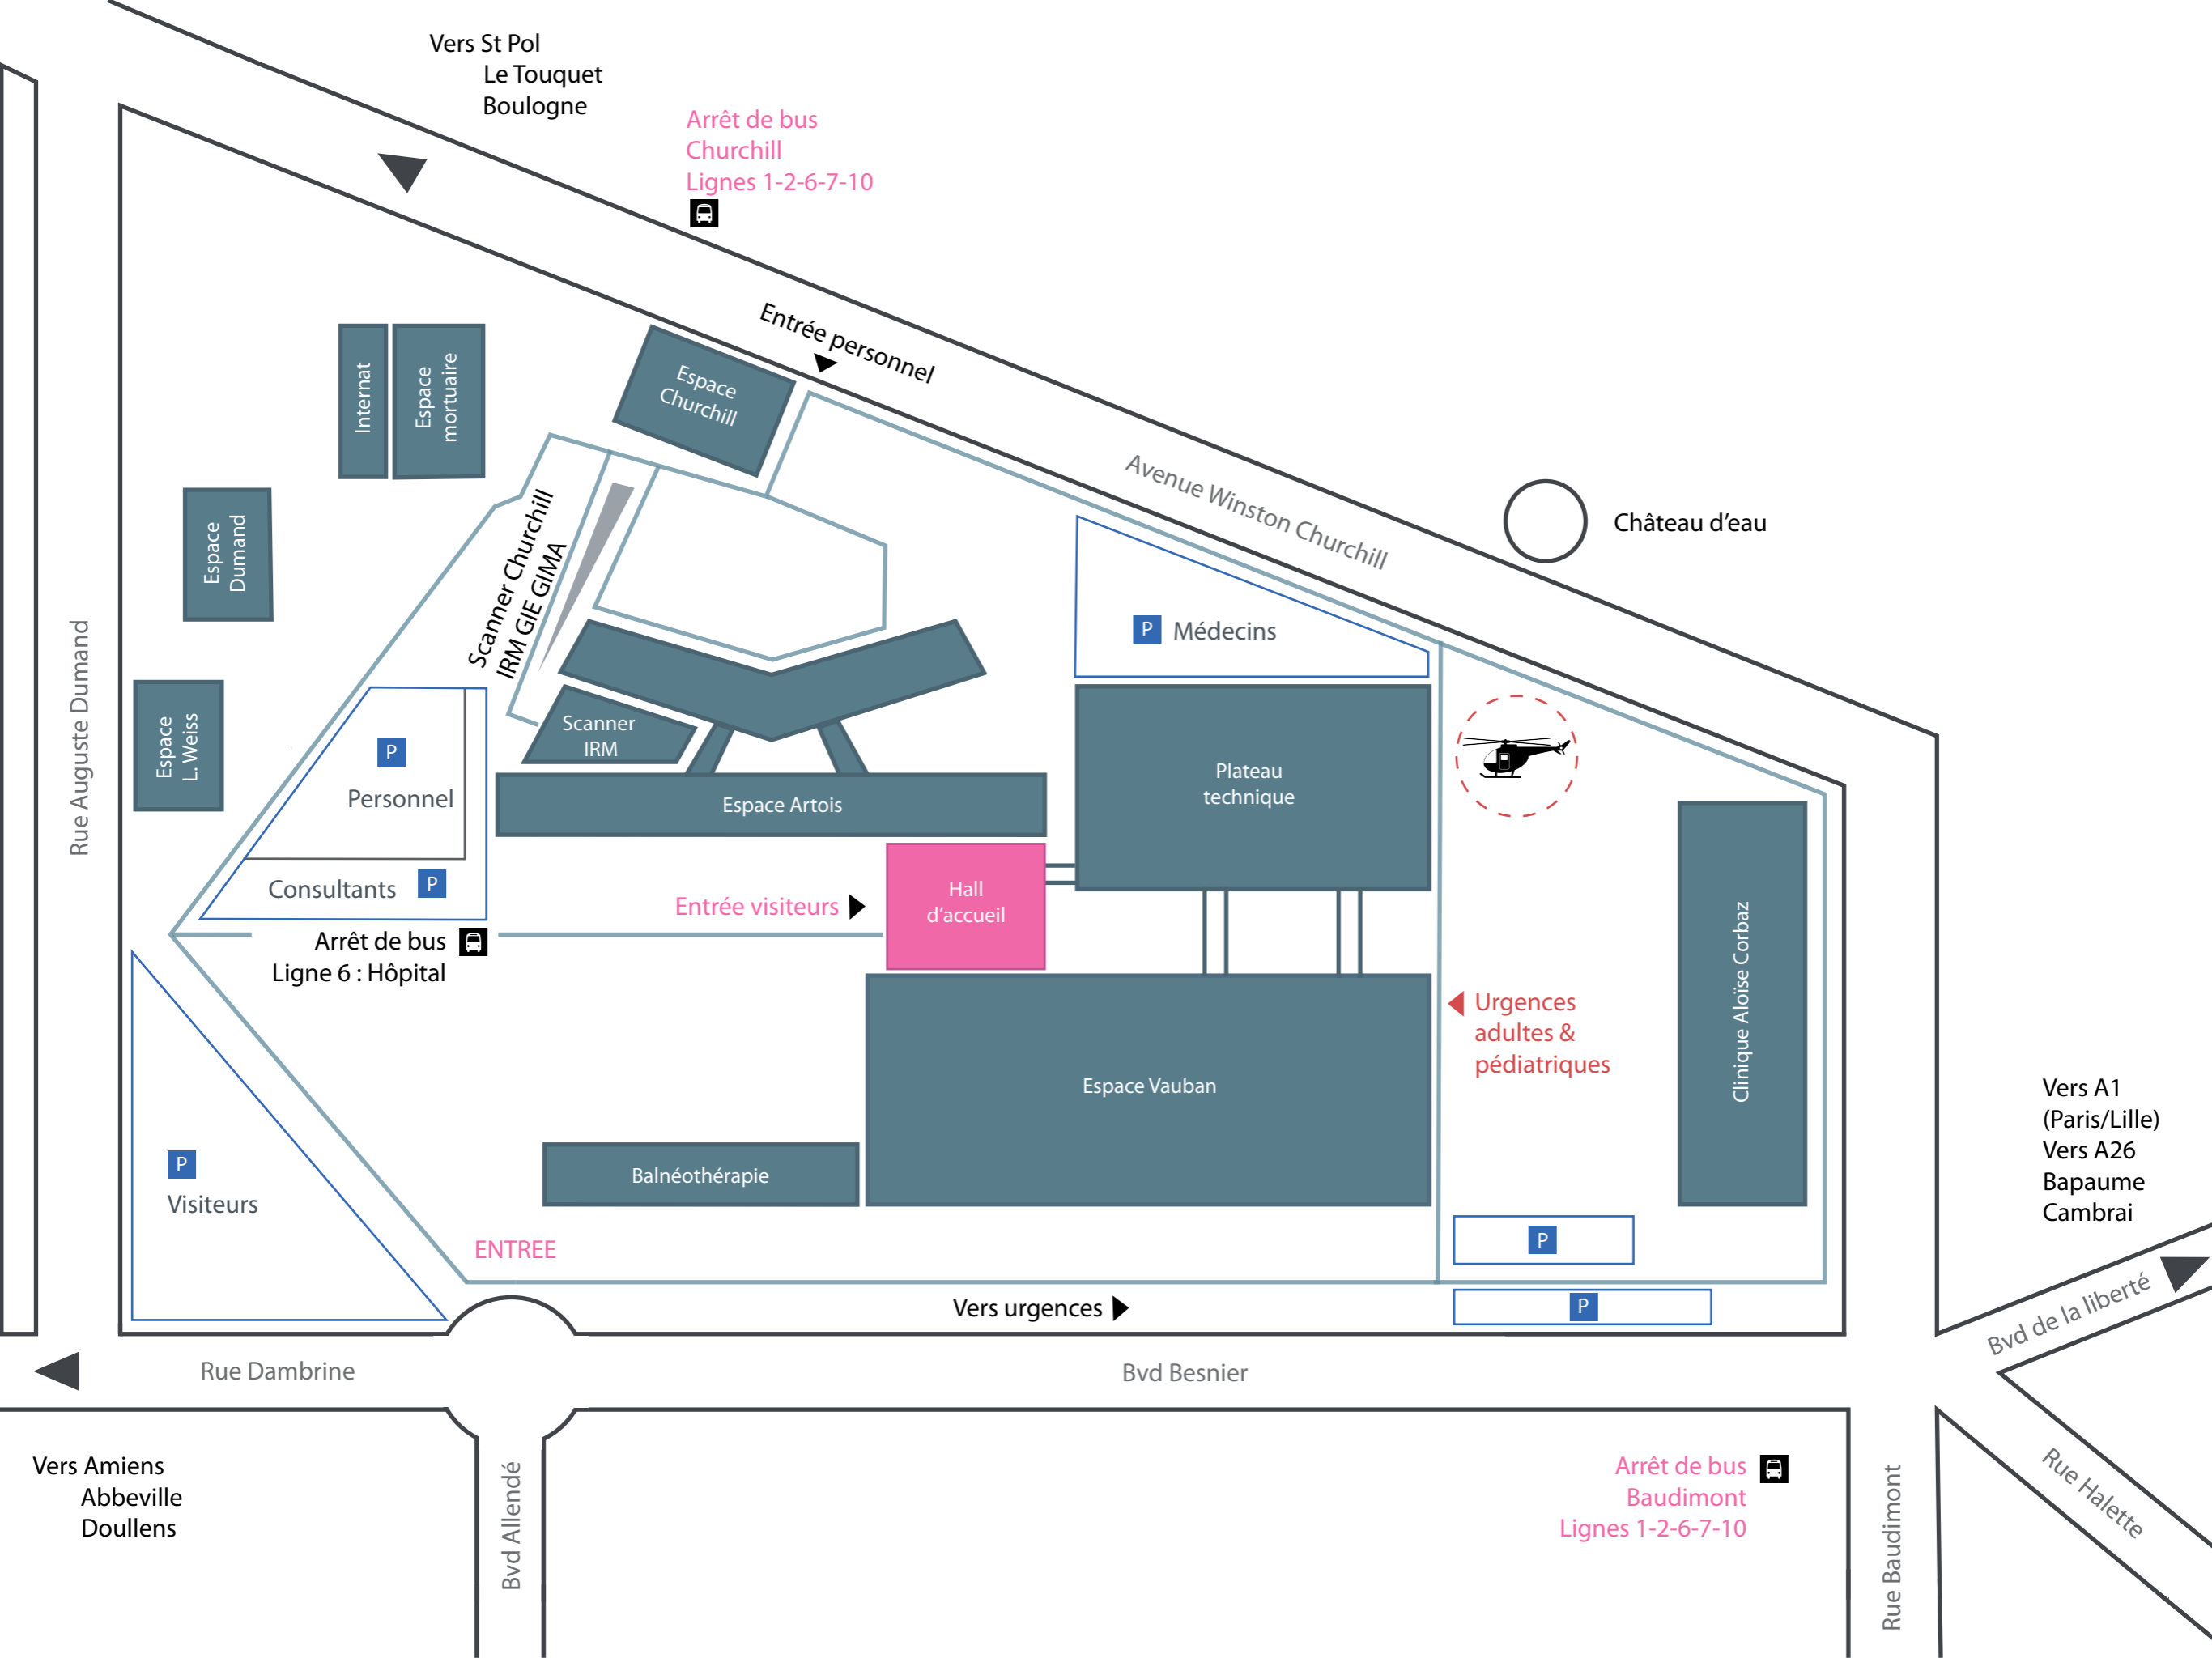 Vers St Pol
Le Touquet
Boulogne
Arrêt de bus
Churchill
Lignes 1-2-6-7-10
Entrée personnel
Espace
Churchill
Internat
Espace
mortuaire
Avenue Winston Churchill
Château d'eau
Espace
Dumand
Scanner Churchill
IRM GIE GIMA
P Médecins
Rue Auguste Dumand
Espace
L. Weiss
P
Personnel
Scanner
IRM
Espace Artois
Plateau
technique
Consultants P
Entrée visiteurs
Hall
d'accueil
Arrêt de bus
Ligne 6 : Hôpital
Clinique Aloïse Corbaz
Urgences
adultes &
pédiatriques
Espace Vauban
Vers A1
(Paris/Lille)
Vers A26
Bapaume
Cambrai
P
Visiteurs
Balnéothérapie
ENTREE
P
Vers urgences
P
Bvd de la liberté
Rue Dambrine
Bvd Besnier
Vers Amiens
Abbeville
Doullens
Bvd Allendé
Arrêt de bus
Baudimont
Lignes 1-2-6-7-10
Rue Baudimont
Rue Halette